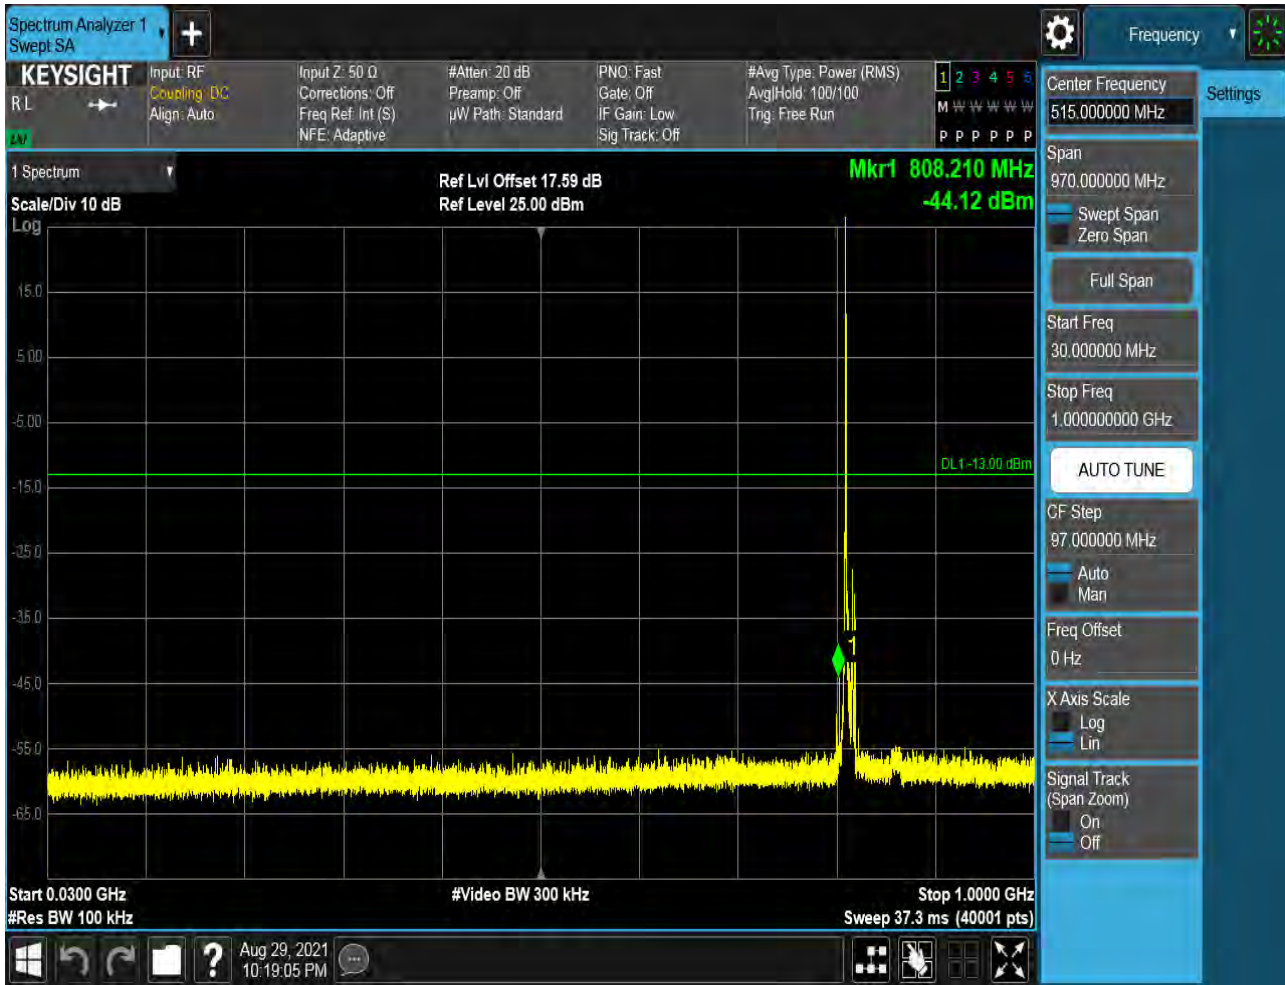 Spectrum Analyzer 1
Swept SA
Frequency
KEYSIGHT
RL
LNI
Input: RF
Coupling: DC
Align: Auto
Input Z: 50 Ω
Corrections: Off
Freq Ref: Int (S)
NFE: Adaptive
#Atten: 20 dB
Preamp: Off
µW Path: Standard
PNO: Fast
Gate: Off
IF Gain: Low
Sig Track: Off
#Avg Type: Power (RMS)
Avg|Hold: 100/100
Trig: Free Run
1 2 3 4 5 6
M W W W W W
P P P P P P
1 Spectrum
Scale/Div 10 dB
Log
Ref Lvl Offset 17.59 dB
Ref Level 25.00 dBm
Mkr1 808.210 MHz
-44.12 dBm
15.0
5.00
-5.00
-15.0
-25.0
-35.0
-45.0
-55.0
-65.0
DL1 -13.00 dBm
Start 0.0300 GHz
#Res BW 100 kHz
#Video BW 300 kHz
Stop 1.0000 GHz
Sweep 37.3 ms (40001 pts)
Center Frequency
515.000000 MHz
Settings
Span
970.000000 MHz
Swept Span
Zero Span
Full Span
Start Freq
30.000000 MHz
Stop Freq
1.000000000 GHz
AUTO TUNE
CF Step
97.000000 MHz
Auto
Man
Freq Offset
0 Hz
X Axis Scale
Log
Lin
Signal Track
(Span Zoom)
On
Off
?
Aug 29, 2021
10:19:05 PM